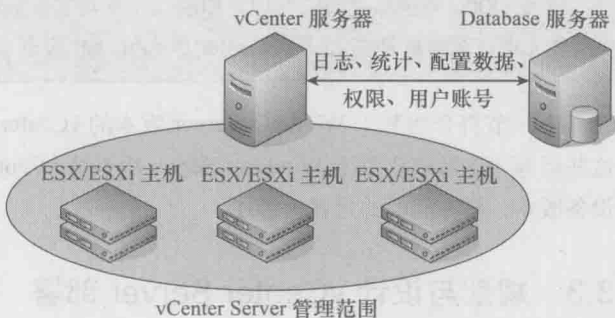 vCenter 服务器
Database 服务器
日志、统计、配置数据、
权限、用户账号
ESX/ESXi 主机
ESX/ESXi 主机
ESX/ESXi 主机
vCenter Server 管理范围